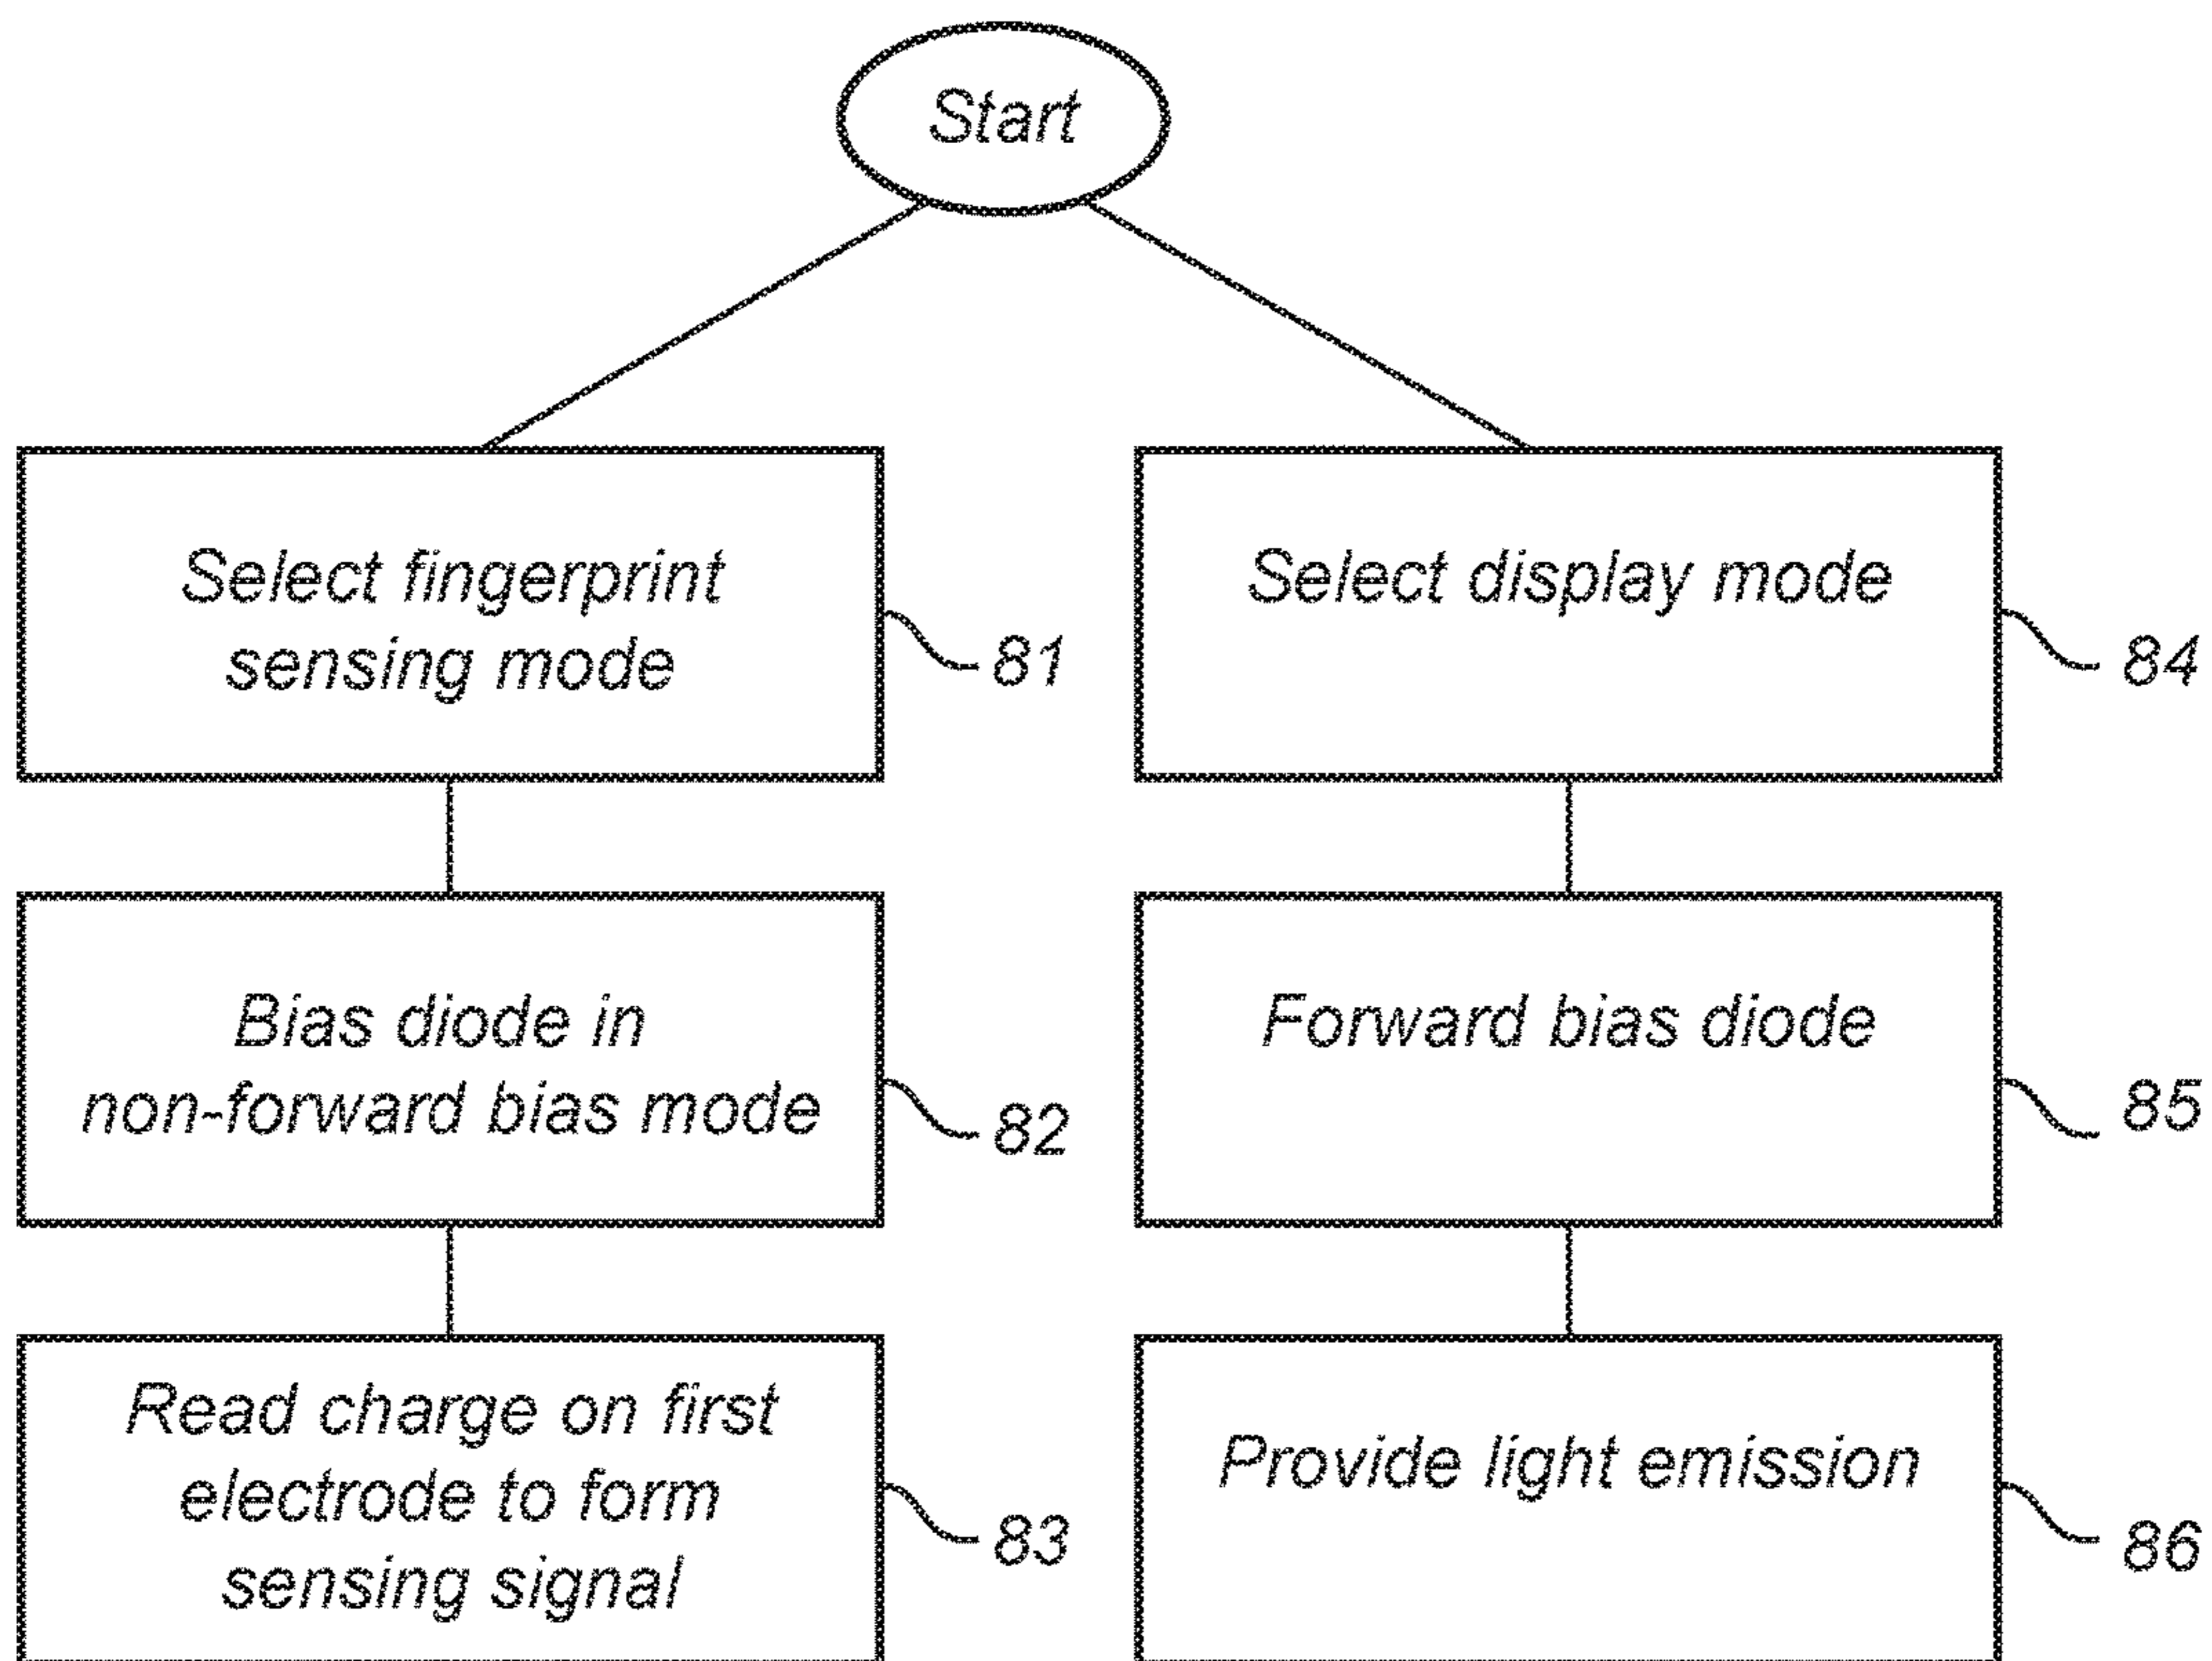 Start
Select fingerprint
sensing mode
81
Select display mode
84
Bias diode in
non-forward bias mode
82
Forward bias diode
85
Read charge on first
electrode to form
sensing signal
83
Provide light emission
86